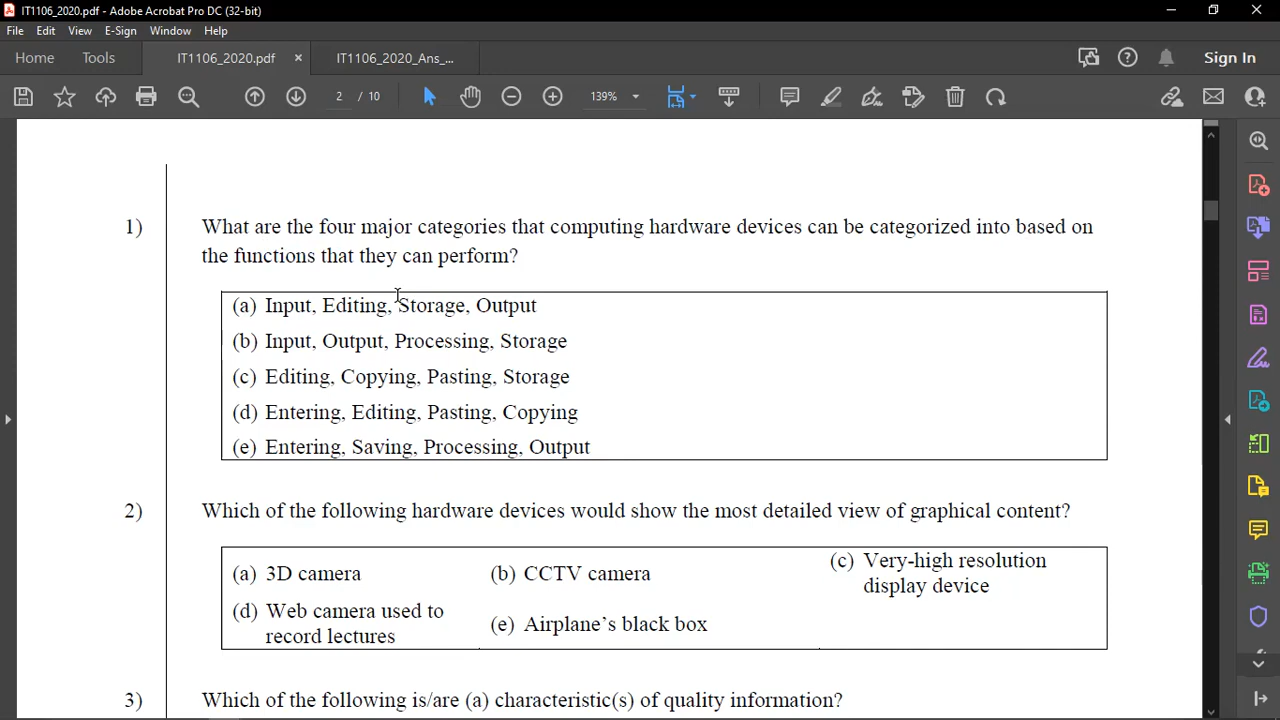 IT1106_2020.pdf - Adobe Acrobat Pro DC (32-bit)
File Edit View E-Sign Window Help
Home Tools IT1106_2020.pdf × IT1106_2020_Ans_... Sign In
2 / 10 139%
1) What are the four major categories that computing hardware devices can be categorized into based on
the functions that they can perform?
(a) Input, Editing, Storage, Output
(b) Input, Output, Processing, Storage
(c) Editing, Copying, Pasting, Storage
(d) Entering, Editing, Pasting, Copying
(e) Entering, Saving, Processing, Output
2) Which of the following hardware devices would show the most detailed view of graphical content?
(a) 3D camera (b) CCTV camera (c) Very-high resolution
display device
(d) Web camera used to
record lectures (e) Airplane’s black box
3) Which of the following is/are (a) characteristic(s) of quality information?